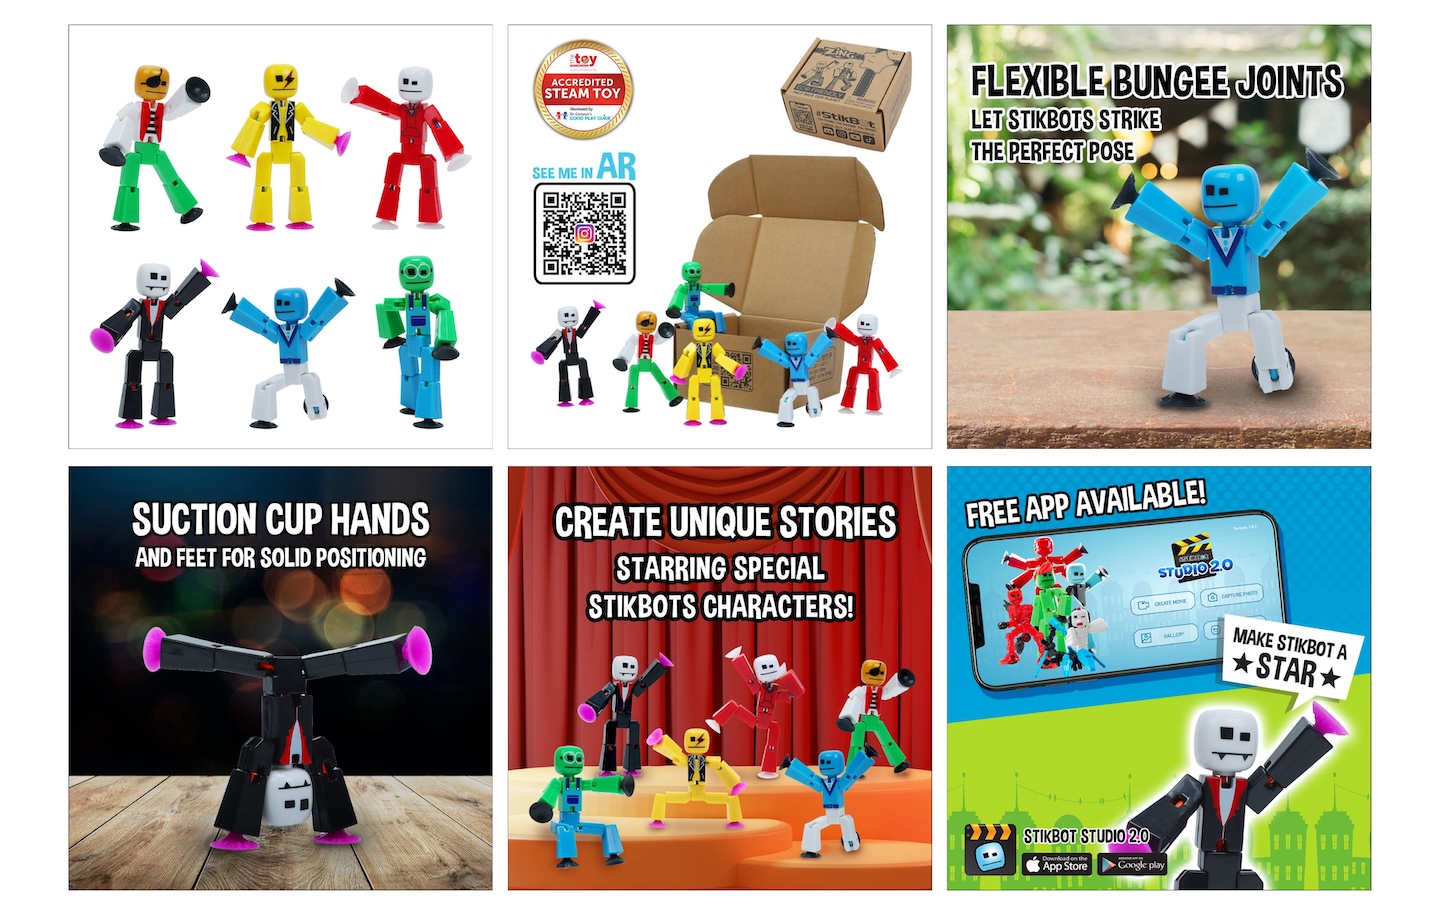 toy
ACCREDITED
STEAM TOY
Reviewed by
Dr Gummer's
GOOD PLAY GUIDE
ZING
StikBot
SEE ME IN AR
FLEXIBLE BUNGEE JOINTS
LET STIKBOTS STRIKE
THE PERFECT POSE
SUCTION CUP HANDS
AND FEET FOR SOLID POSITIONING
CREATE UNIQUE STORIES
STARRING SPECIAL
STIKBOTS CHARACTERS!
FREE APP AVAILABLE!
STUDIO 2.0
CREATE MOVIE
CAPTURE PHOTO
GALLERY
MAKE STIKBOT A
STAR
STIKBOT STUDIO 2.0
Download on the
App Store
ANDROID APP ON
Google play